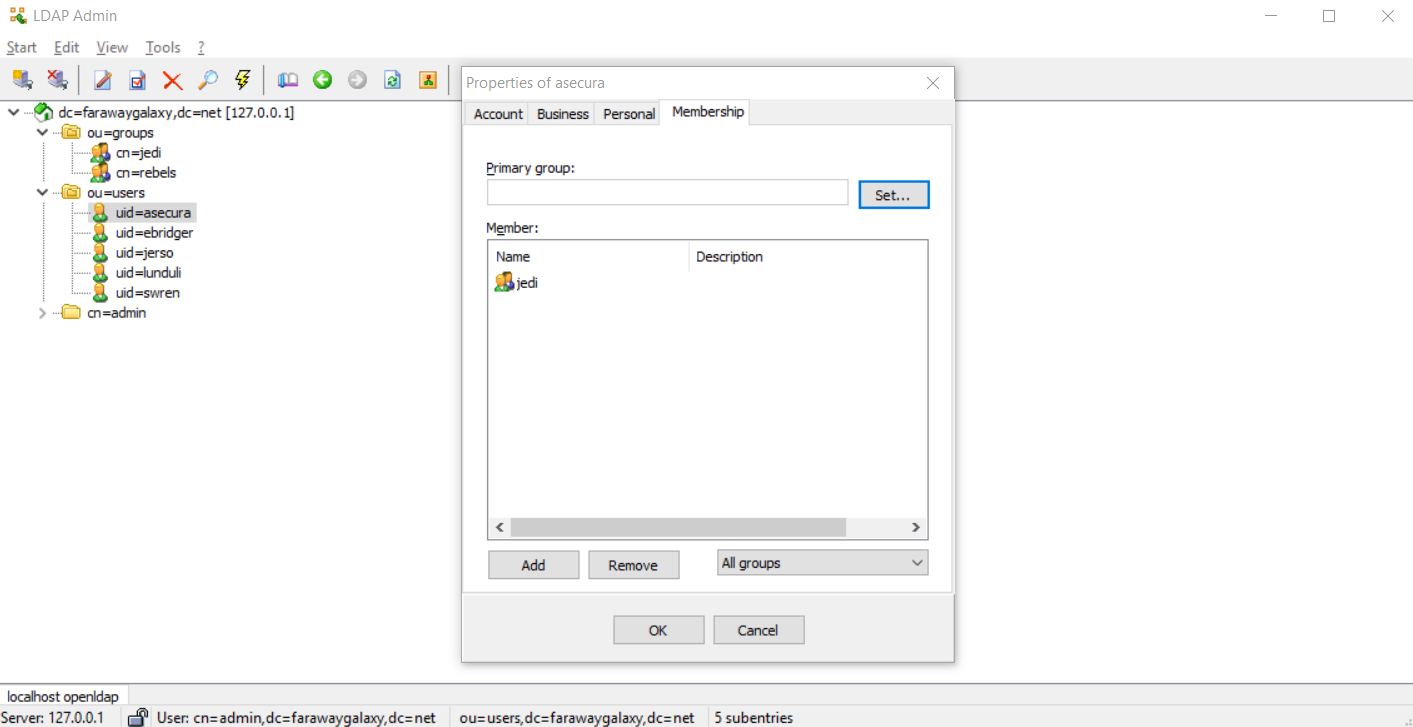 LDAP Admin
Start Edit View Tools ?
Properties of asecura
Account Business Personal Membership
dc=farawaygalaxy,dc=net [127.0.0.1]
ou=groups
cn=jedi
cn=rebels
ou=users
uid=asecura
uid=ebridger
uid=jerso
uid=lunduli
uid=swren
cn=admin
Primary group:
Set...
Member:
Name Description
jedi
Add Remove All groups
OK Cancel
localhost openldap
Server: 127.0.0.1 User: cn=admin,dc=farawaygalaxy,dc=net ou=users,dc=farawaygalaxy,dc=net 5 subentries